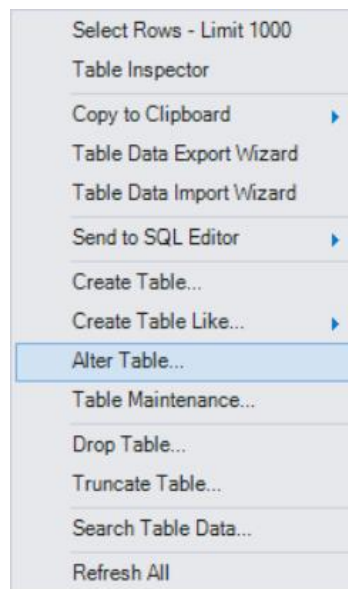 Select Rows - Limit 1000
Table Inspector
Copy to Clipboard
Table Data Export Wizard
Table Data Import Wizard
Send to SQL Editor
Create Table...
Create Table Like...
Alter Table...
Table Maintenance...
Drop Table...
Truncate Table...
Search Table Data...
Refresh All